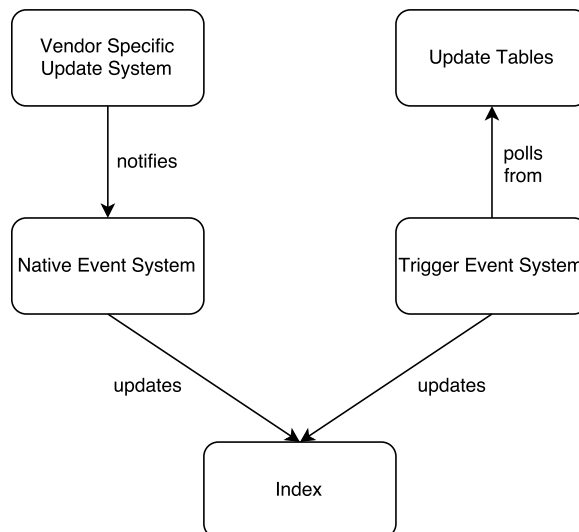 Vendor Specific
Update System
Update Tables
notifies
polls
from
Native Event System
Trigger Event System
updates
updates
Index